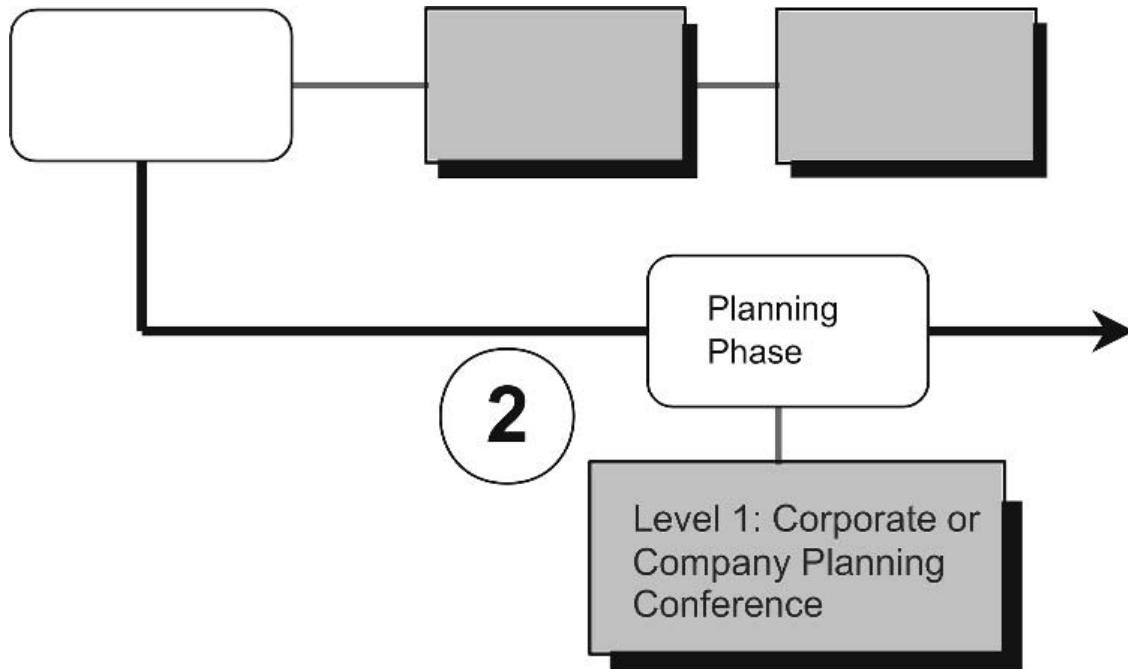 Planning
Phase
2
Level 1: Corporate or
Company Planning
Conference